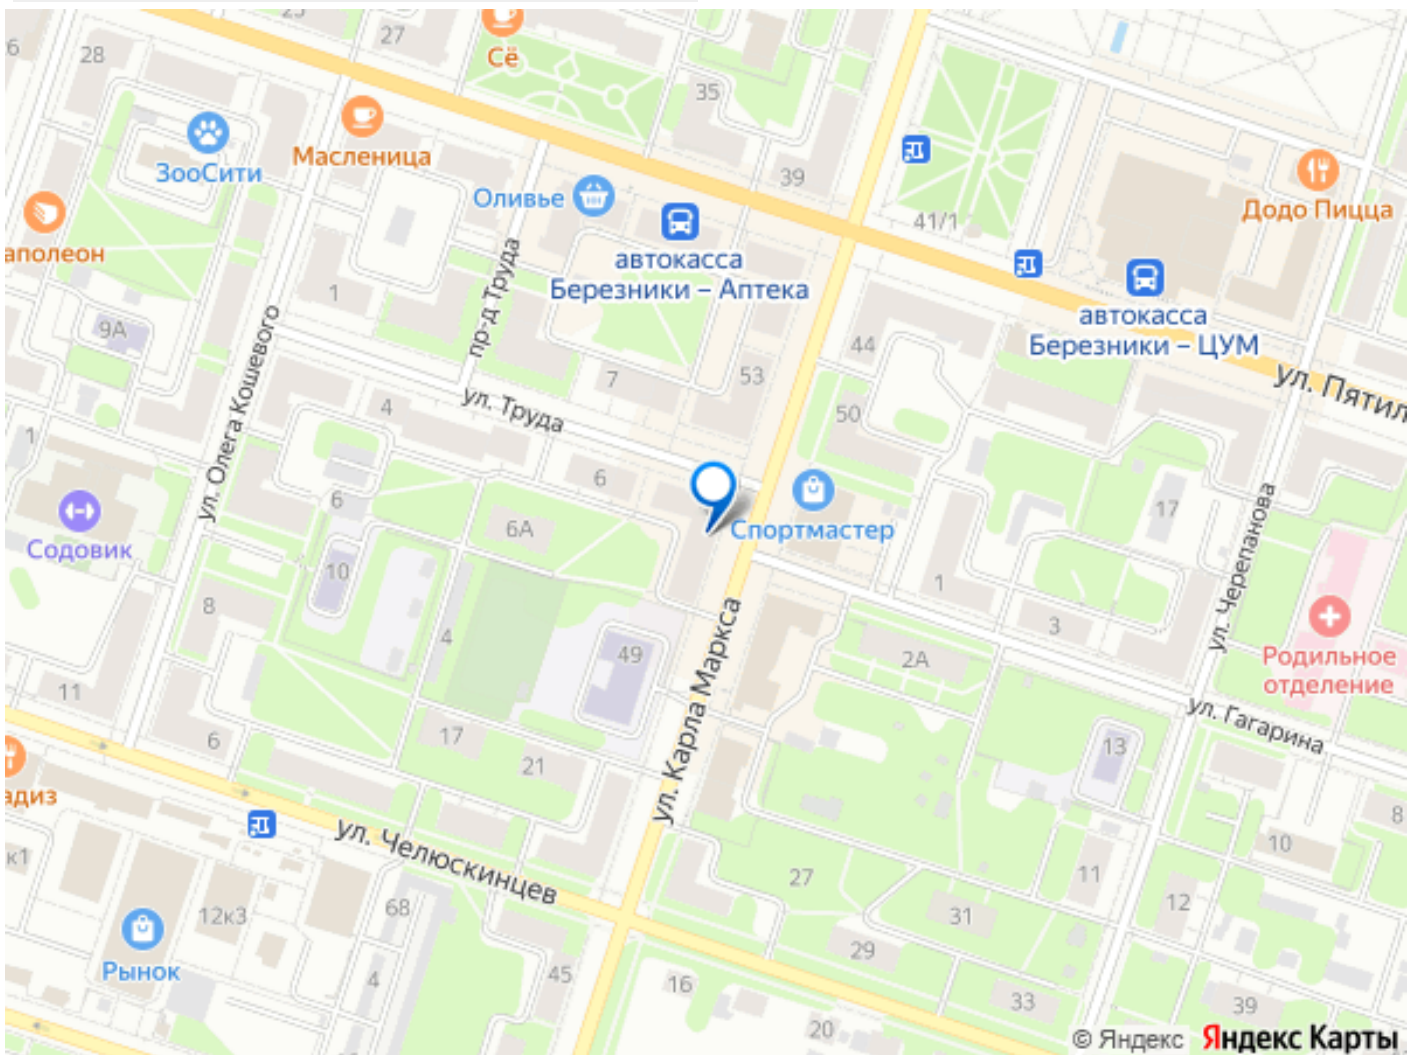 25
27
Сё
6
28
35
ЗооСити
Масленица
39
Оливье
41/1
Додо Пицца
аполеон
автокасса
Березники – Аптека
пр-д Труда
1
9А
ул. Олега Кошевого
автокасса
Березники – ЦУМ
44
ул. Пятил
7
53
4
ул. Труда
50
1
6
6
17
6А
Содовик
Спортмастер
ул. Черепанова
10
1
8
4
3
49
2А
Родильное
отделение
ул. Карла Маркса
11
ул. Гагарина
6
17
13
21
адиз
ул. Челюскинцев
8
к1
10
27
11
12к3
68
31
12
Рынок
29
45
4
16
33
39
20
© Яндекс Яндекс Карты